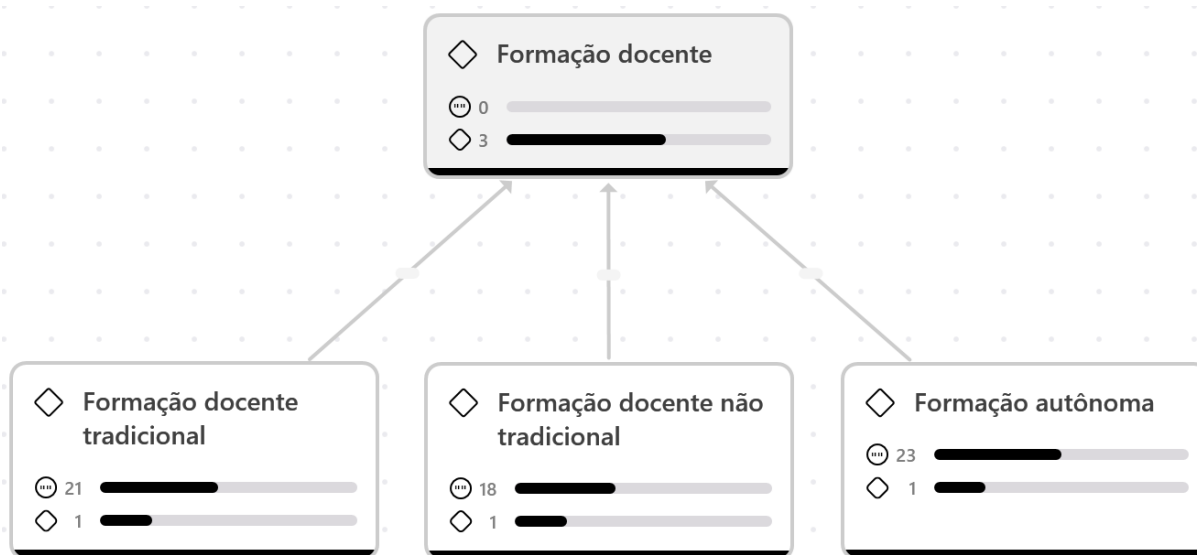 Formação docente
0
3
Formação docente
tradicional
21
1
Formação docente não
tradicional
18
1
Formação autônoma
23
1